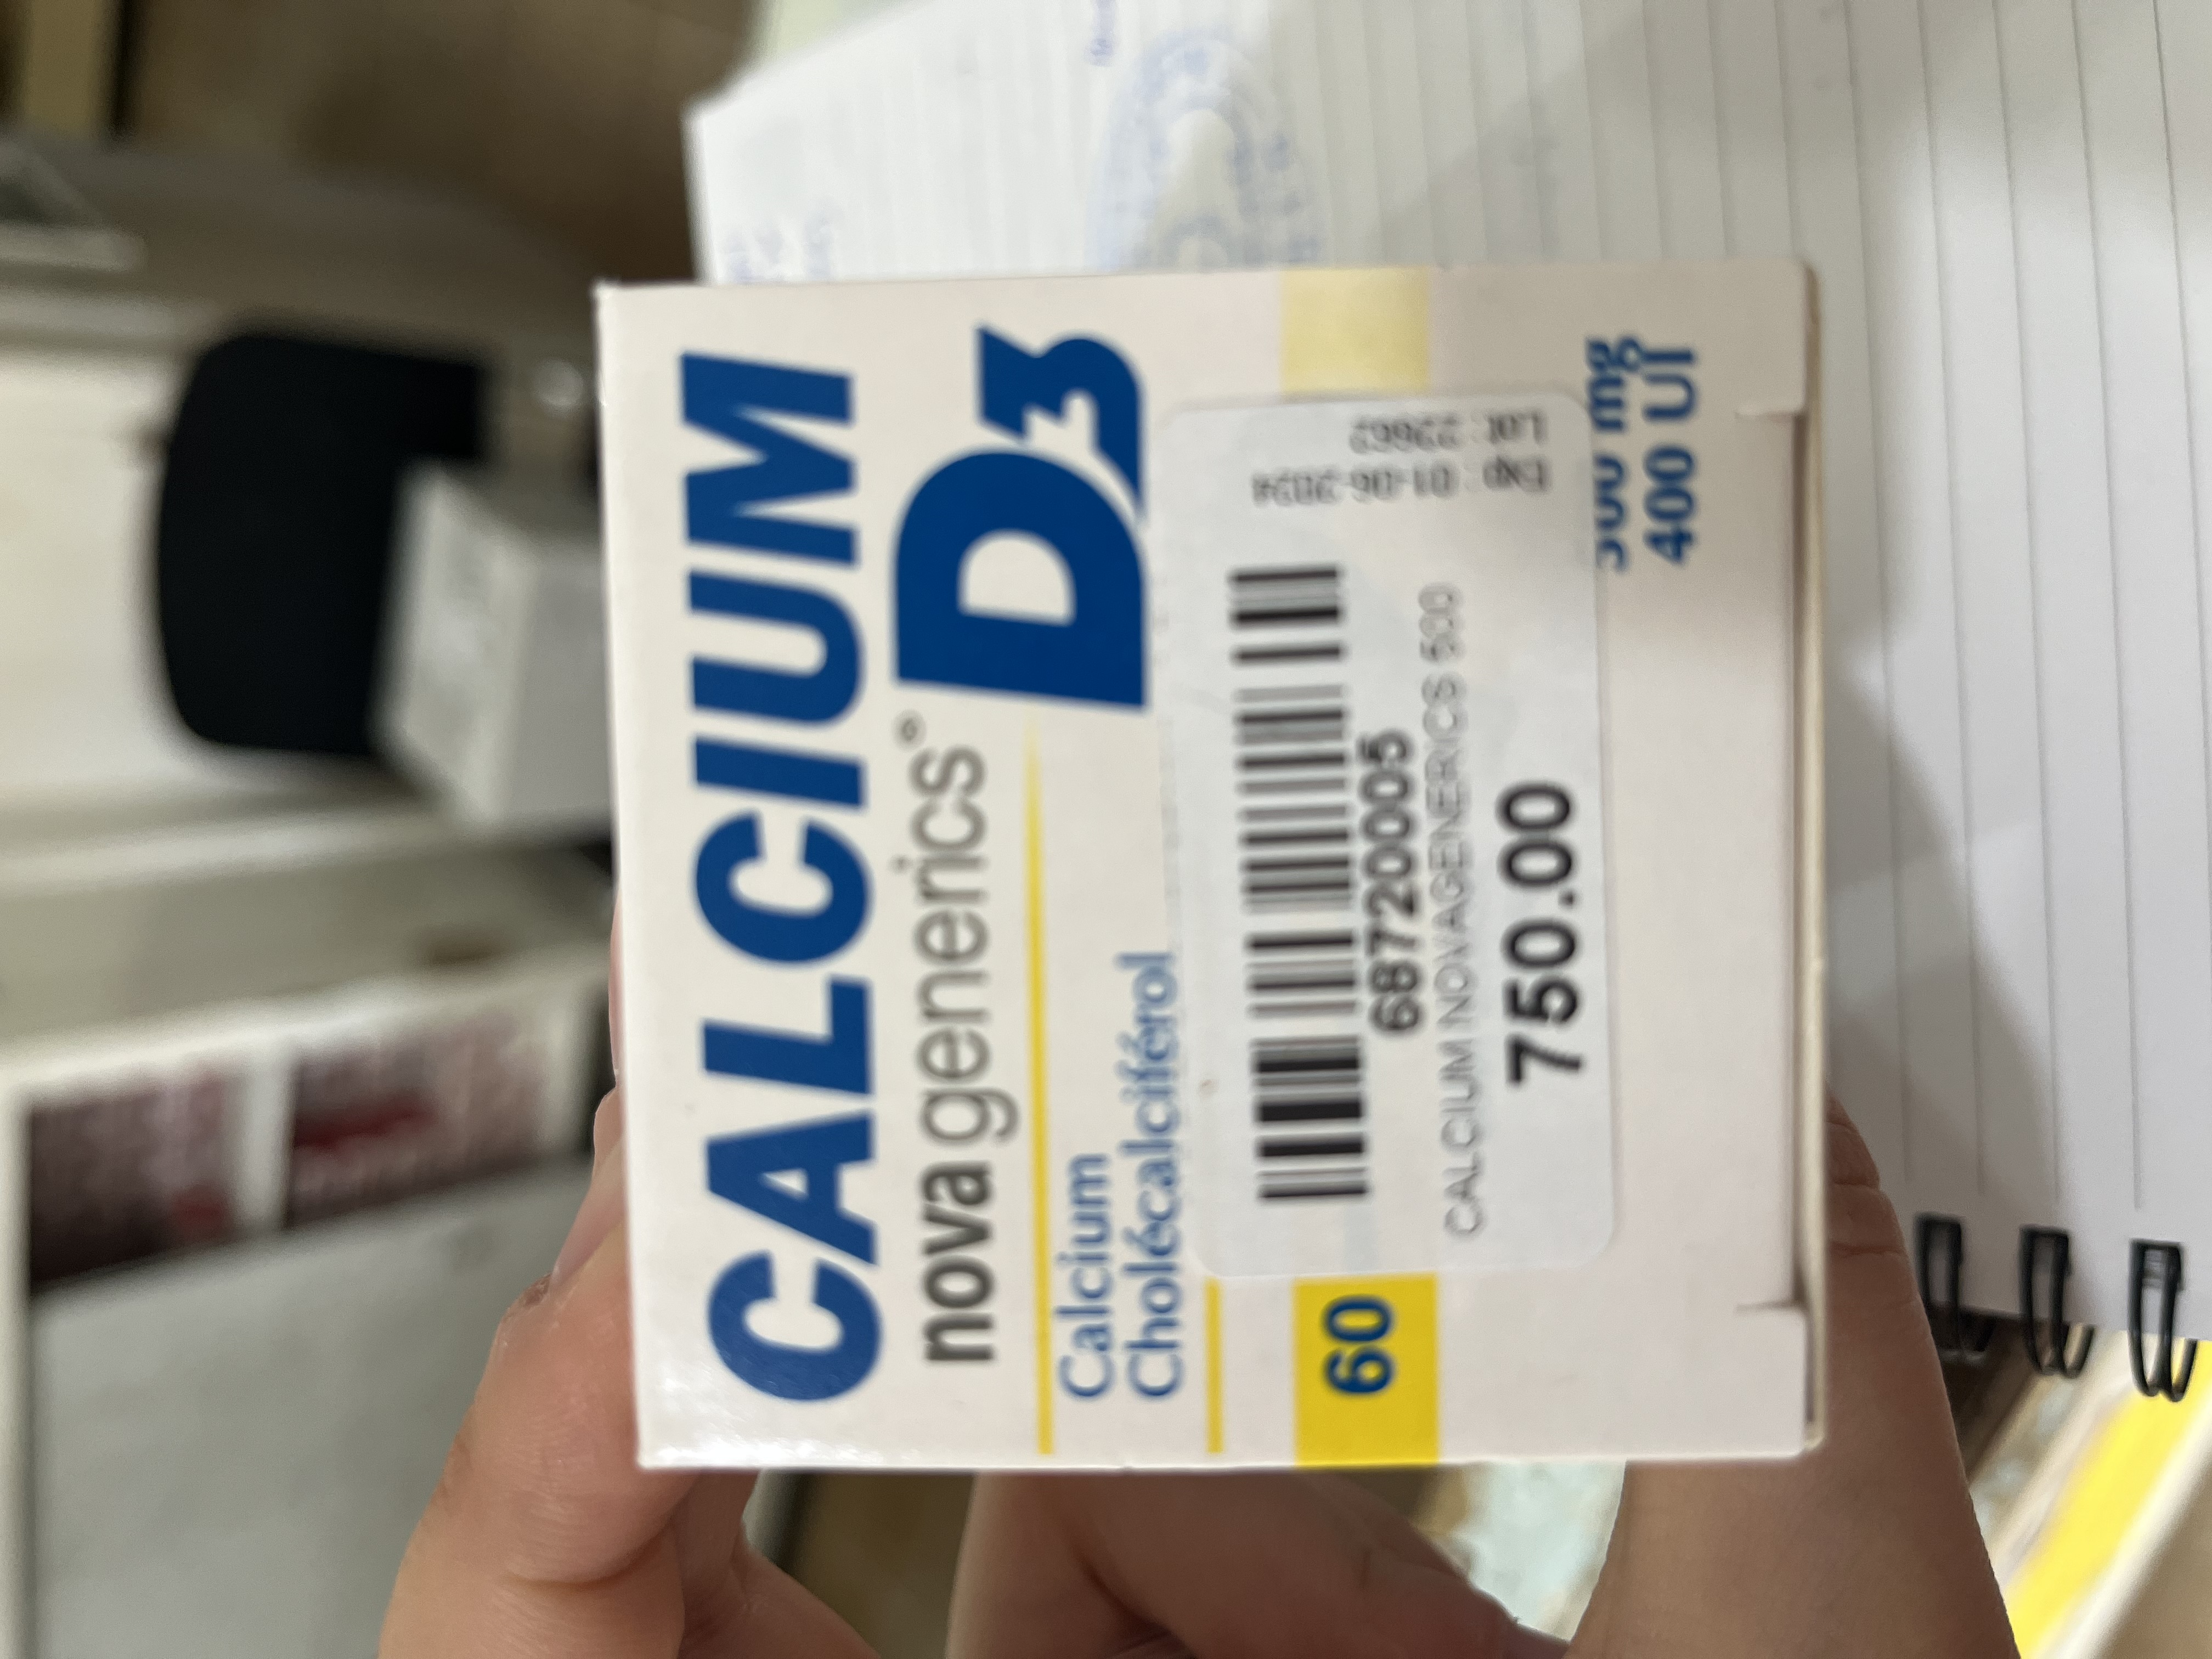 CALCIUM
novagenerics® D3
Calcium
Cholécalciférol
60
500 mg
400 UI
Exp : 01-06-2024
Lot : 22662
687720005
CALCIUM NOVAGENERICS 500
750.00